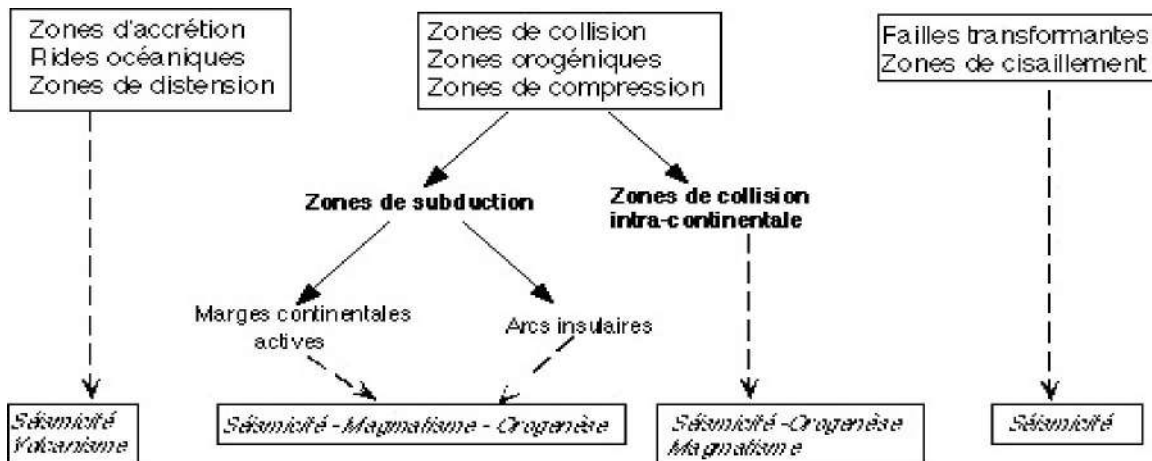 Zones d'accrétion
Rides océaniques
Zones de distension
Zones de collision
Zones orogéniques
Zones de compression
Failles transformantes
Zones de cisaillement
Zones de subduction
Zones de collision
intra-continentale
Marges continentales
actives
Arcs insulaires
Séismicité
Volcanisme
Séismicité - Magmatisme - Orogenèse
Séismicité -Orogenèse
Magmatisme
Séismicité